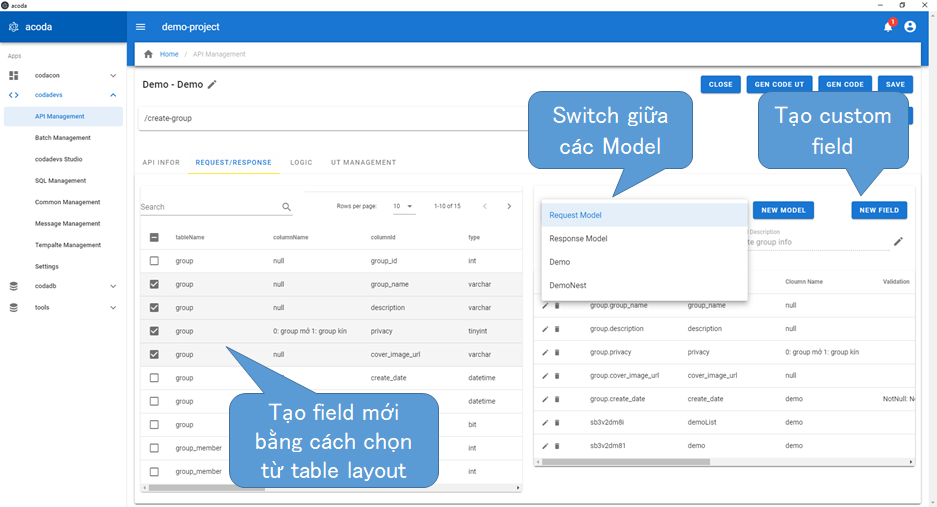 acoda
acoda
demo-project
1
Apps
codacon
codadevs
API Management
Batch Management
codadevs Studio
SQL Management
Common Management
Message Management
Tempalte Management
Settings
codadb
tools
Home / API Management
Demo - Demo
CLOSE
GEN CODE UT
GEN CODE
SAVE
/create-group
Switch giữa
các Model
Tạo custom
field
API INFOR
REQUEST/RESPONSE
LOGIC
UT MANAGEMENT
Search
Rows per page: 10 1-10 of 15
tableName columnName columnId type
group null group_id int
group null group_name varchar
group null description varchar
group 0: group mở 1: group kín privacy tinyint
group null cover_image_url varchar
group create_date datetime
group datetime
group bit
group_member int
group_member int
Tạo field mới
bằng cách chọn
từ table layout
Request Model
Response Model
Demo
DemoNest
NEW MODEL
NEW FIELD
Description
te group info
Cloumn Name Validation
group.group_name group_name null
group.description description null
group.privacy privacy 0: group mở 1: group kín
group.cover_image_url cover_image_url null
group.create_date create_date demo NotNull: N
sb3v2dm8i demoList demo
sb3v2dm81 demo demo